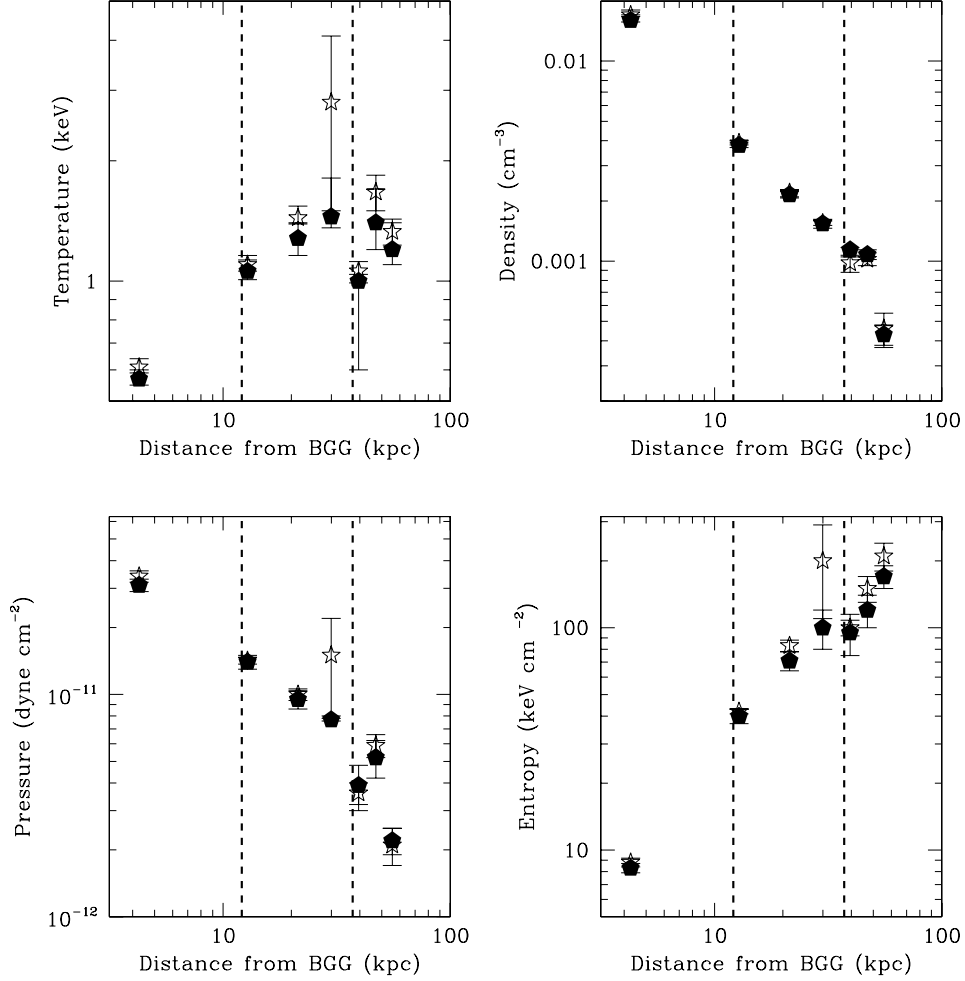 Temperature (keV)
1
10
100
Distance from BGG (kpc)
Density (cm⁻³)
0.01
0.001
10
100
Distance from BGG (kpc)
Pressure (dyne cm⁻²)
10⁻¹¹
10⁻¹²
10
100
Distance from BGG (kpc)
Entropy (keV cm ⁻²)
100
10
10
100
Distance from BGG (kpc)